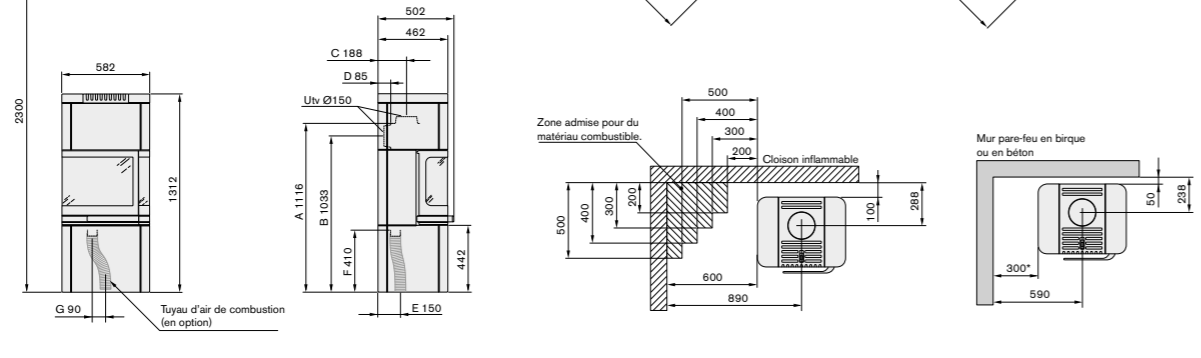 2300
582
1312
G 90
Tuyau d'air de combustion
(en option)
502
462
C 188
D 85
Utv Ø150
A 1116
B 1033
F 410
442
E 150
Zone admise pour du
matériau combustible.
500
400
300
200
Cloison inflammable
500
400
300
200
100
288
600
890
Mur pare-feu en birque
ou en béton
50
238
300*
590